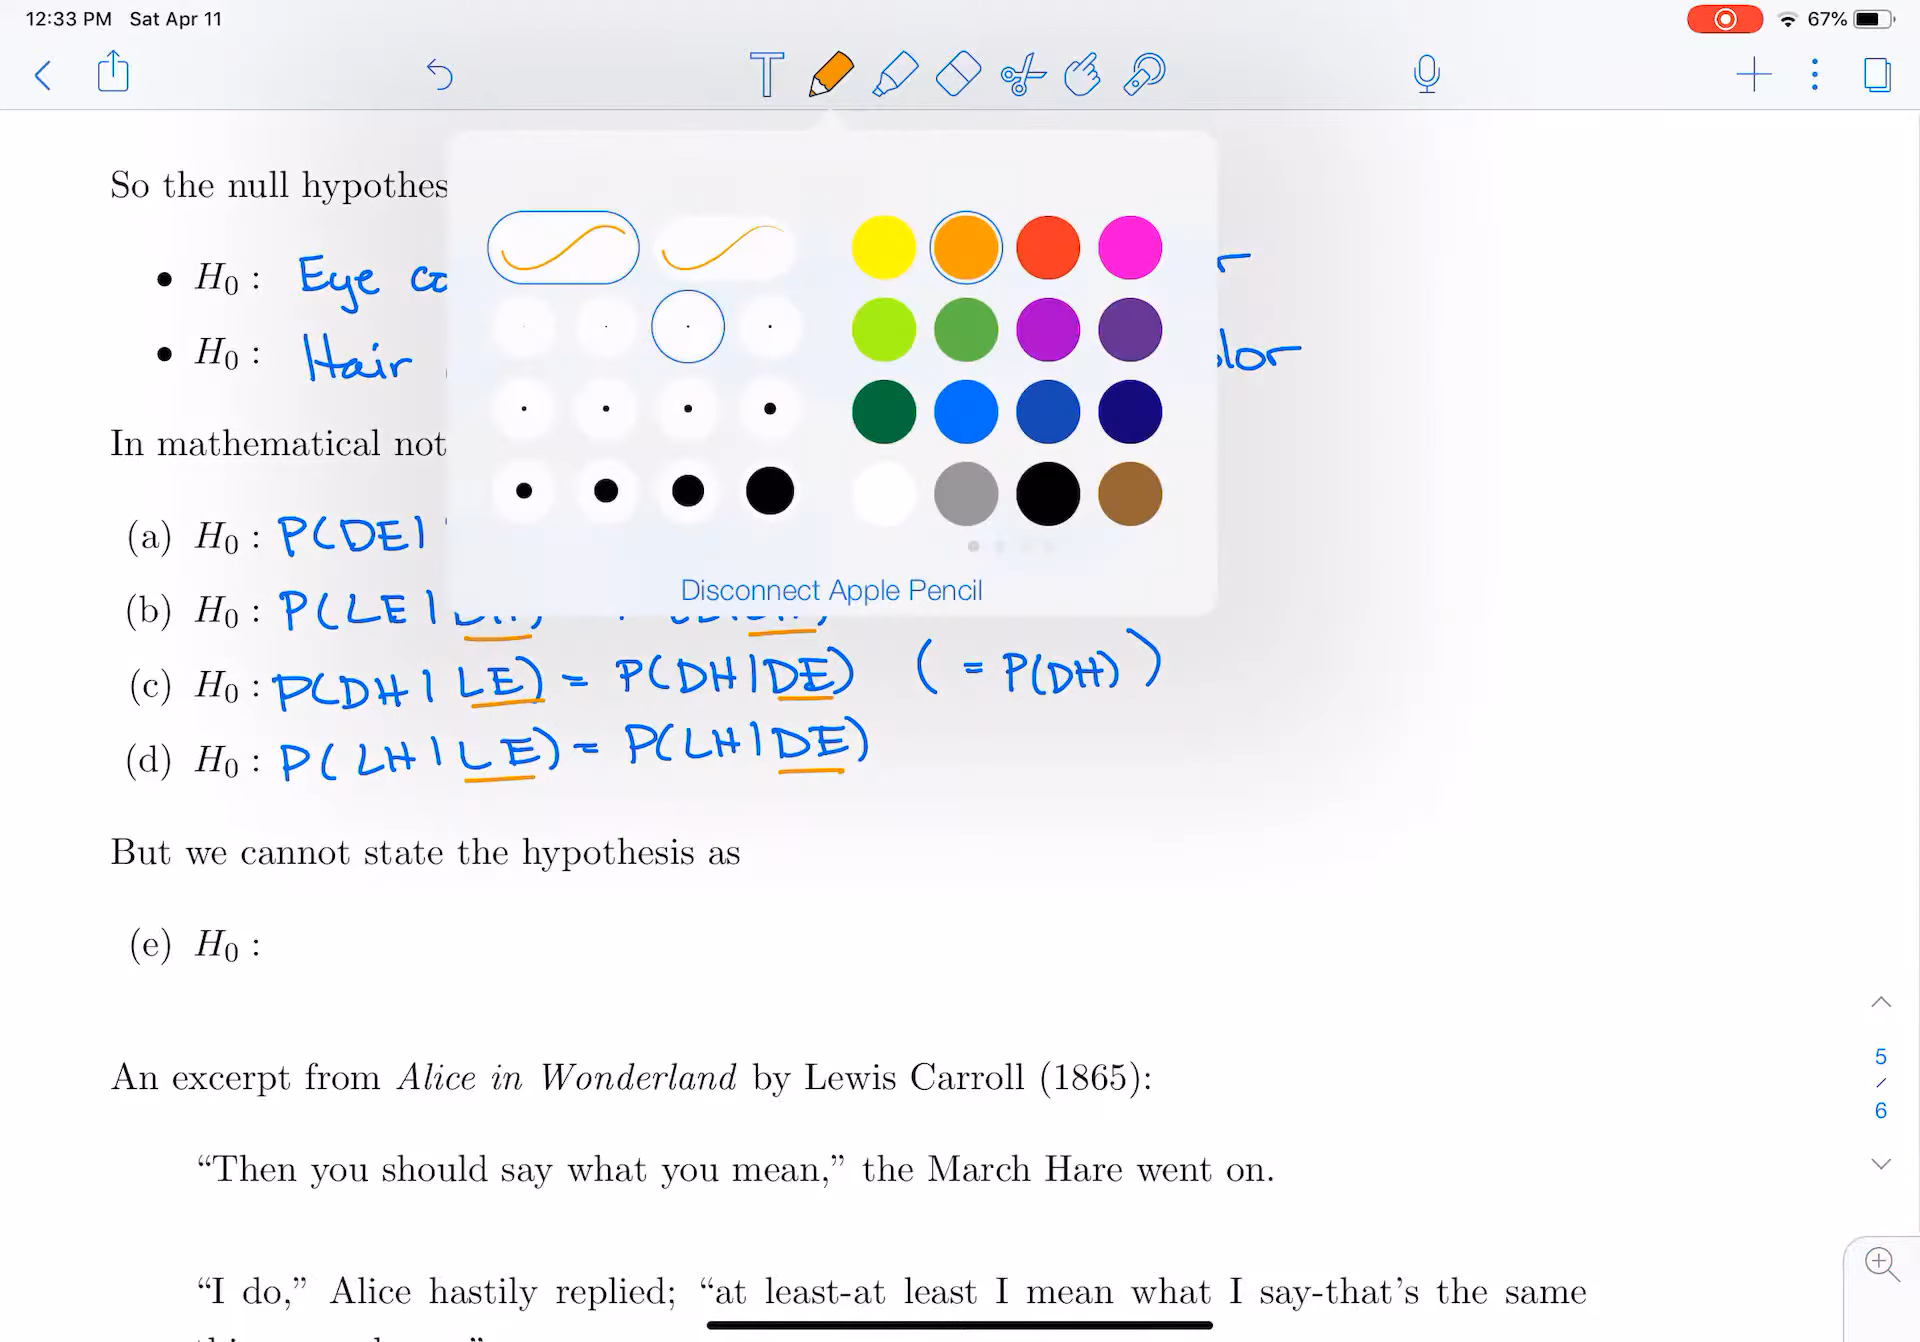 12:33 PM Sat Apr 11 67%
So the null hypothes
• H₀ : Eye co r
• H₀ : Hair lor
In mathematical not
(a) H₀ : P(DE|
Disconnect Apple Pencil
(b) H₀ : P(LE|
(c) H₀ : P(DH|LE) = P(DH|DE) ( = P(DH) )
(d) H₀ : P(LH|LE) = P(LH|DE)
But we cannot state the hypothesis as
(e) H₀ :
5
/
6
An excerpt from Alice in Wonderland by Lewis Carroll (1865):
“Then you should say what you mean,” the March Hare went on.
“I do,” Alice hastily replied; “at least-at least I mean what I say-that’s the same